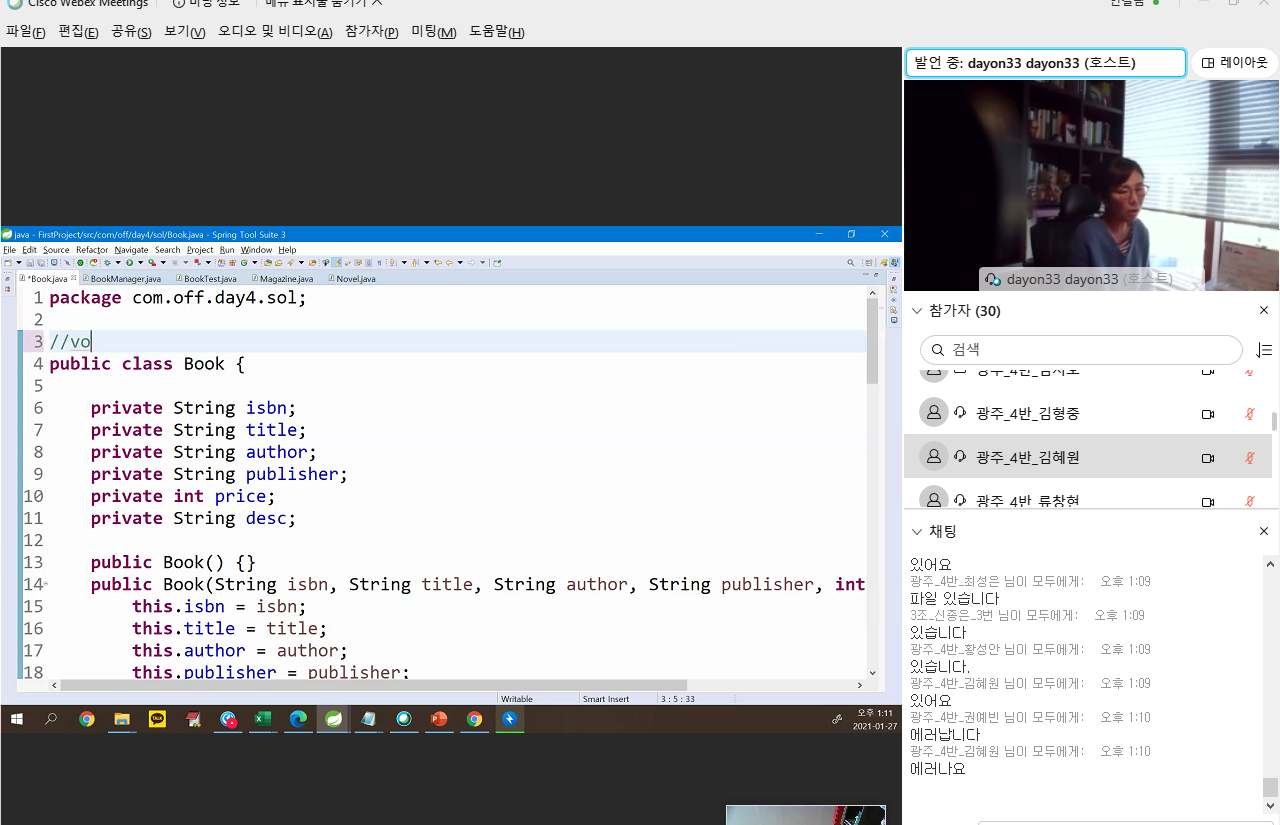 Cisco Webex Meetings
미팅 정보
메뉴 표시줄 숨기기
파일(F) 편집(E) 공유(S) 보기(V) 오디오 및 비디오(A) 참가자(P) 미팅(M) 도움말(H)
발언 중: dayon33 dayon33 (호스트)
레이아웃
java - FirstProject/src/com/off/day4/sol/Book.java - Spring Tool Suite 3
File Edit Source Refactor Navigate Search Project Run Window Help
*Book.java BookManager.java BookTest.java Magazine.java Novel.java
1 package com.off.day4.sol;
2
3 //vo
4 public class Book {
5
6 private String isbn;
7 private String title;
8 private String author;
9 private String publisher;
10 private int price;
11 private String desc;
12
13 public Book() {}
14 public Book(String isbn, String title, String author, String publisher, int
15 this.isbn = isbn;
16 this.title = title;
17 this.author = author;
18 this.publisher = publisher;
Writable Smart Insert 3 : 5 : 33
오후 1:11
2021-01-27
dayon33 dayon33 (호스트)
참가자 (30)
검색
광주_4반_김형중
광주_4반_김혜원
광주_4반_류창현
채팅
있어요
광주_4반_최성은 님이 모두에게: 오후 1:09
파일 있습니다
3조_신중은_3번 님이 모두에게: 오후 1:09
있습니다
광주_4반_황성안 님이 모두에게: 오후 1:09
있습니다.
광주_4반_김혜원 님이 모두에게: 오후 1:09
있어요
광주_4반_권예빈 님이 모두에게: 오후 1:10
에러납니다
광주_4반_김혜원 님이 모두에게: 오후 1:10
에러나요